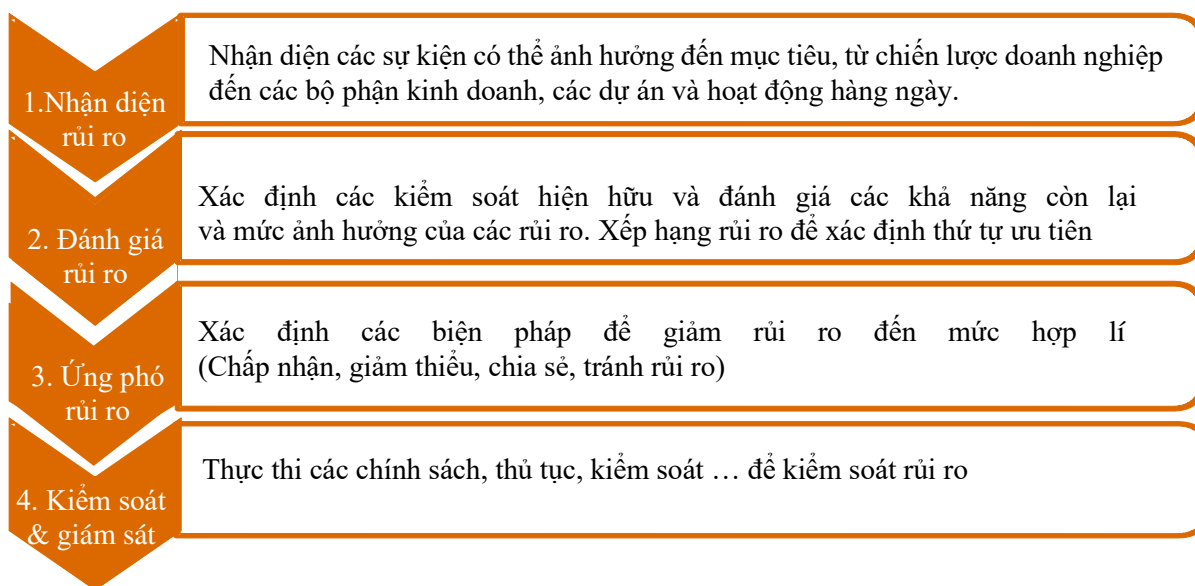 1.Nhận diện
rủi ro
Nhận diện các sự kiện có thể ảnh hưởng đến mục tiêu, từ chiến lược doanh nghiệp
đến các bộ phận kinh doanh, các dự án và hoạt động hàng ngày.
2. Đánh giá
rủi ro
Xác định các kiểm soát hiện hữu và đánh giá các khả năng còn lại
và mức ảnh hưởng của các rủi ro. Xếp hạng rủi ro để xác định thứ tự ưu tiên
3. Ứng phó
rủi ro
Xác định các biện pháp để giảm rủi ro đến mức hợp lí
(Chấp nhận, giảm thiểu, chia sẻ, tránh rủi ro)
4. Kiểm soát
& giám sát
Thực thi các chính sách, thủ tục, kiểm soát … để kiểm soát rủi ro